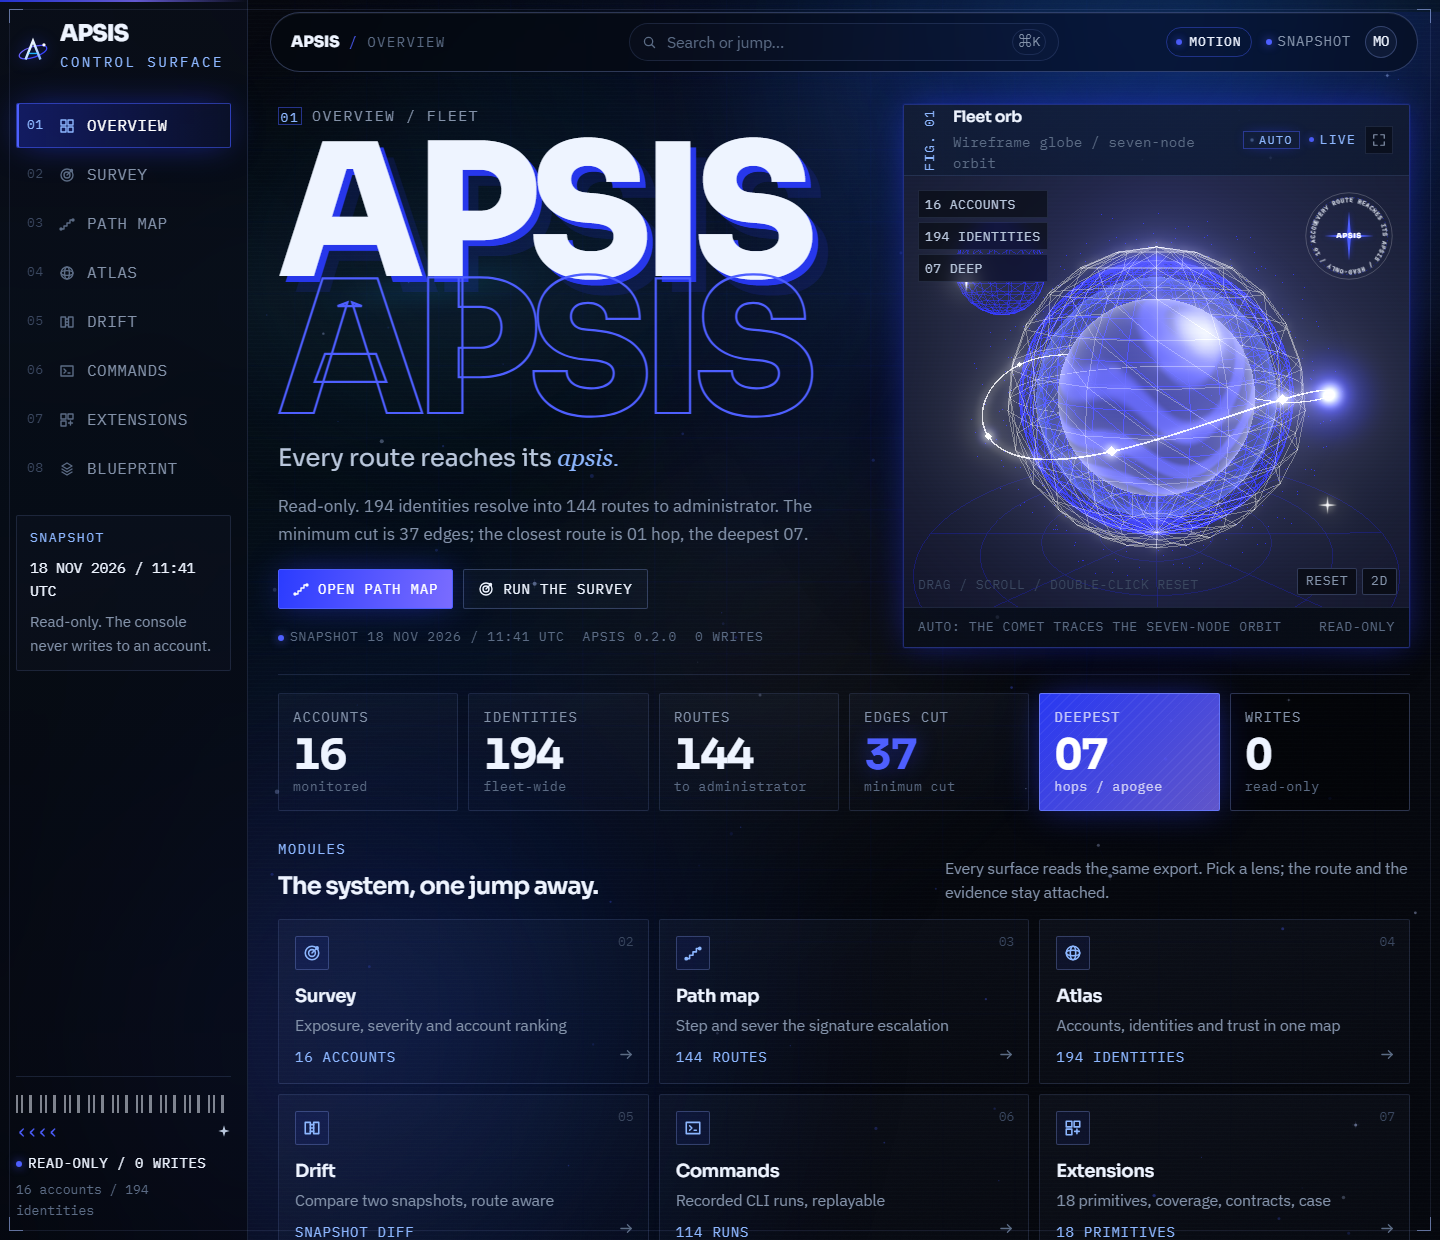 APSIS
CONTROL SURFACE
01 OVERVIEW
02 SURVEY
03 PATH MAP
04 ATLAS
05 DRIFT
06 COMMANDS
07 EXTENSIONS
08 BLUEPRINT
SNAPSHOT
18 NOV 2026 / 11:41
UTC
Read-only. The console
never writes to an account.
READ-ONLY / 0 WRITES
16 accounts / 194
identities
APSIS / OVERVIEW
Search or jump...
⌘K
MOTION
SNAPSHOT
MO
01 OVERVIEW / FLEET
APSIS
APSIS
Every route reaches its apsis.
Read-only. 194 identities resolve into 144 routes to administrator. The
minimum cut is 37 edges; the closest route is 01 hop, the deepest 07.
OPEN PATH MAP
RUN THE SURVEY
SNAPSHOT 18 NOV 2026 / 11:41 UTC APSIS 0.2.0 0 WRITES
FIG. 01
Fleet orb
Wireframe globe / seven-node
orbit
AUTO
LIVE
16 ACCOUNTS
194 IDENTITIES
07 DEEP
EVERY ROUTE REACHES ITS APSIS / READ-ONLY / 16
APSIS
DRAG / SCROLL / DOUBLE-CLICK RESET
RESET
2D
AUTO: THE COMET TRACES THE SEVEN-NODE ORBIT
READ-ONLY
ACCOUNTS
16
monitored
IDENTITIES
194
fleet-wide
ROUTES
144
to administrator
EDGES CUT
37
minimum cut
DEEPEST
07
hops / apogee
WRITES
0
read-only
MODULES
The system, one jump away.
Every surface reads the same export. Pick a lens; the route and the
evidence stay attached.
02
Survey
Exposure, severity and account ranking
16 ACCOUNTS
03
Path map
Step and sever the signature escalation
144 ROUTES
04
Atlas
Accounts, identities and trust in one map
194 IDENTITIES
05
Drift
Compare two snapshots, route aware
SNAPSHOT DIFF
06
Commands
Recorded CLI runs, replayable
114 RUNS
07
Extensions
18 primitives, coverage, contracts, case
18 PRIMITIVES